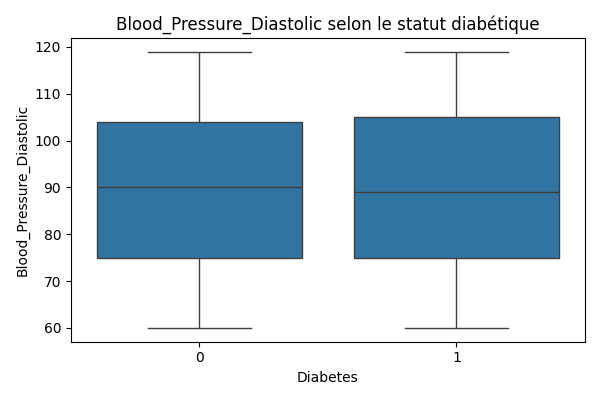 Blood_Pressure_Diastolic selon le statut diabétique
Blood_Pressure_Diastolic
120
110
100
90
80
70
60
0 1
Diabetes